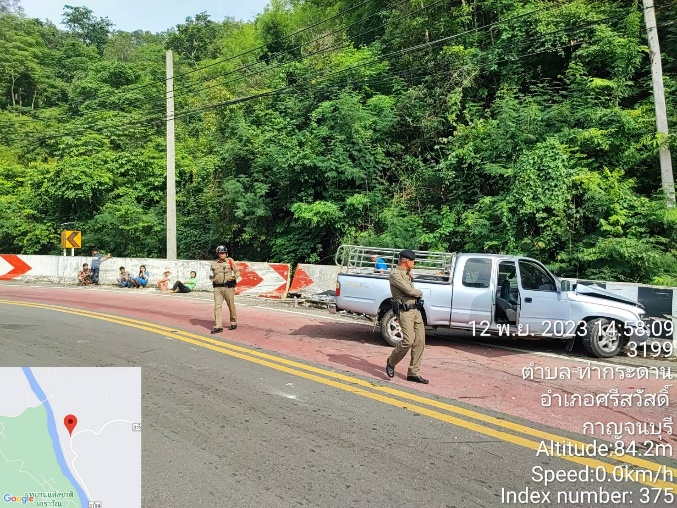 12 พ.ย. 2023 14:58:09
3199
ตำบล ท่ากระดาน
อำเภอศรีสวัสดิ์
กาญจนบุรี
Altitude:84.2m
Speed:0.0km/h
Index number: 375
Google